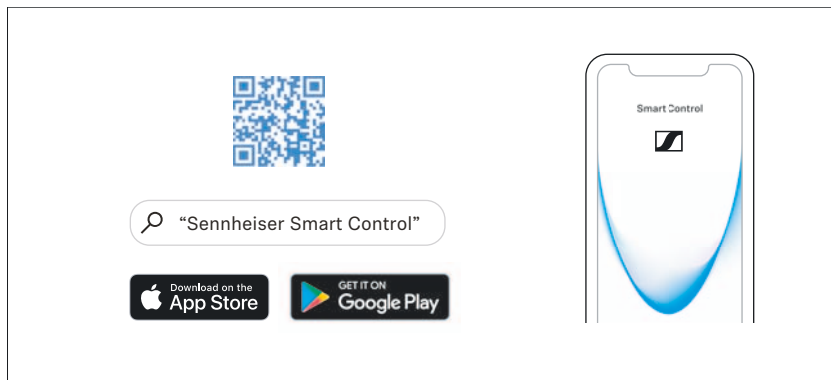 Smart Control
“Sennheiser Smart Control”
Download on the
App Store
GET IT ON
Google Play